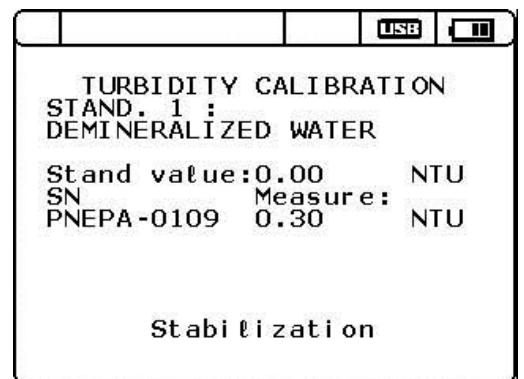 USB
TURBIDITY CALIBRATION
STAND. 1 :
DEMINERALIZED WATER
Stand value:0.00 NTU
SN Measure:
PNEPA-0109 0.30 NTU
Stabilization